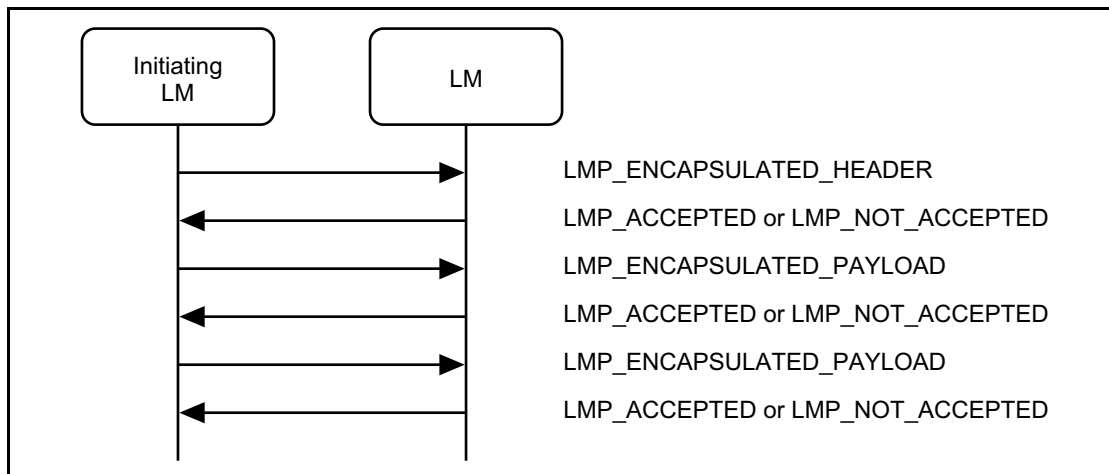 Initiating
LM
LM
LMP_ENCAPSULATED_HEADER
LMP_ACCEPTED or LMP_NOT_ACCEPTED
LMP_ENCAPSULATED_PAYLOAD
LMP_ACCEPTED or LMP_NOT_ACCEPTED
LMP_ENCAPSULATED_PAYLOAD
LMP_ACCEPTED or LMP_NOT_ACCEPTED